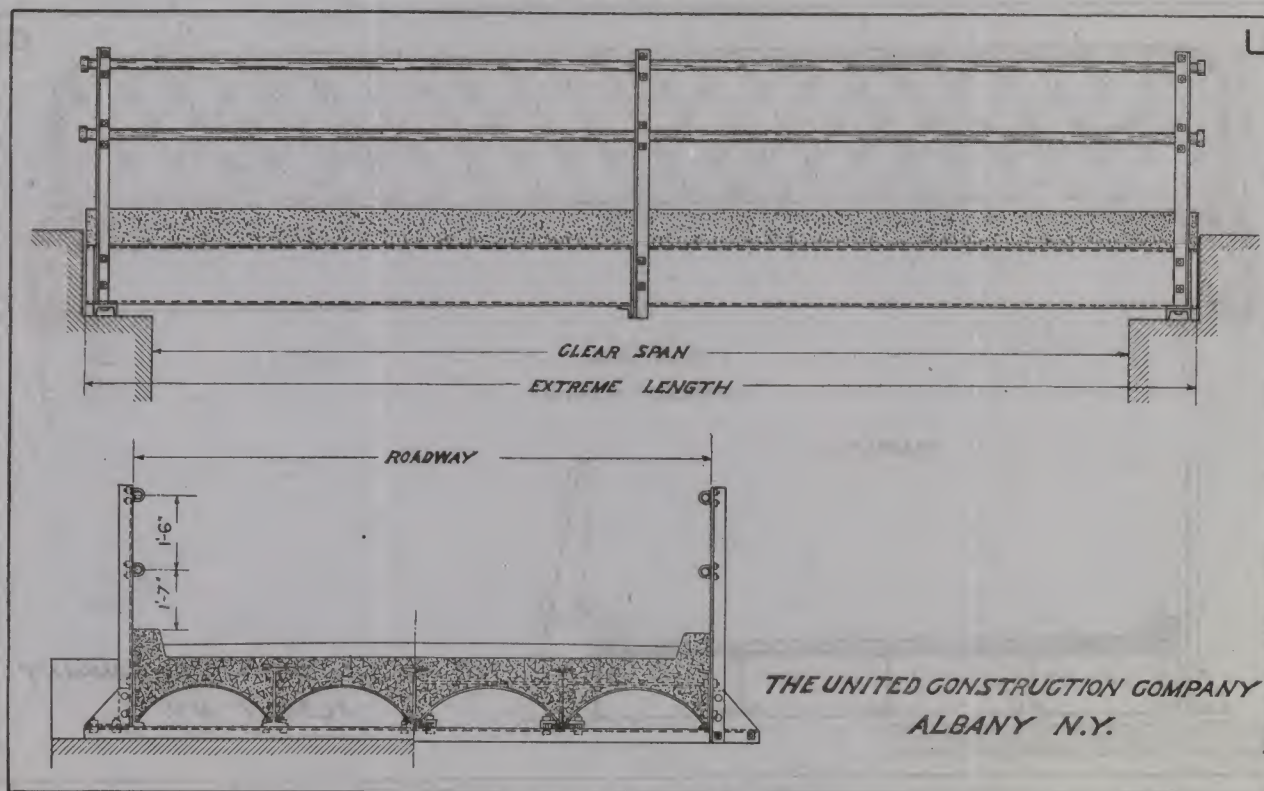 CLEAR SPAN
EXTREME LENGTH
ROADWAY
1'-6"
1'-7"
THE UNITED CONSTRUCTION COMPANY
ALBANY N.Y.